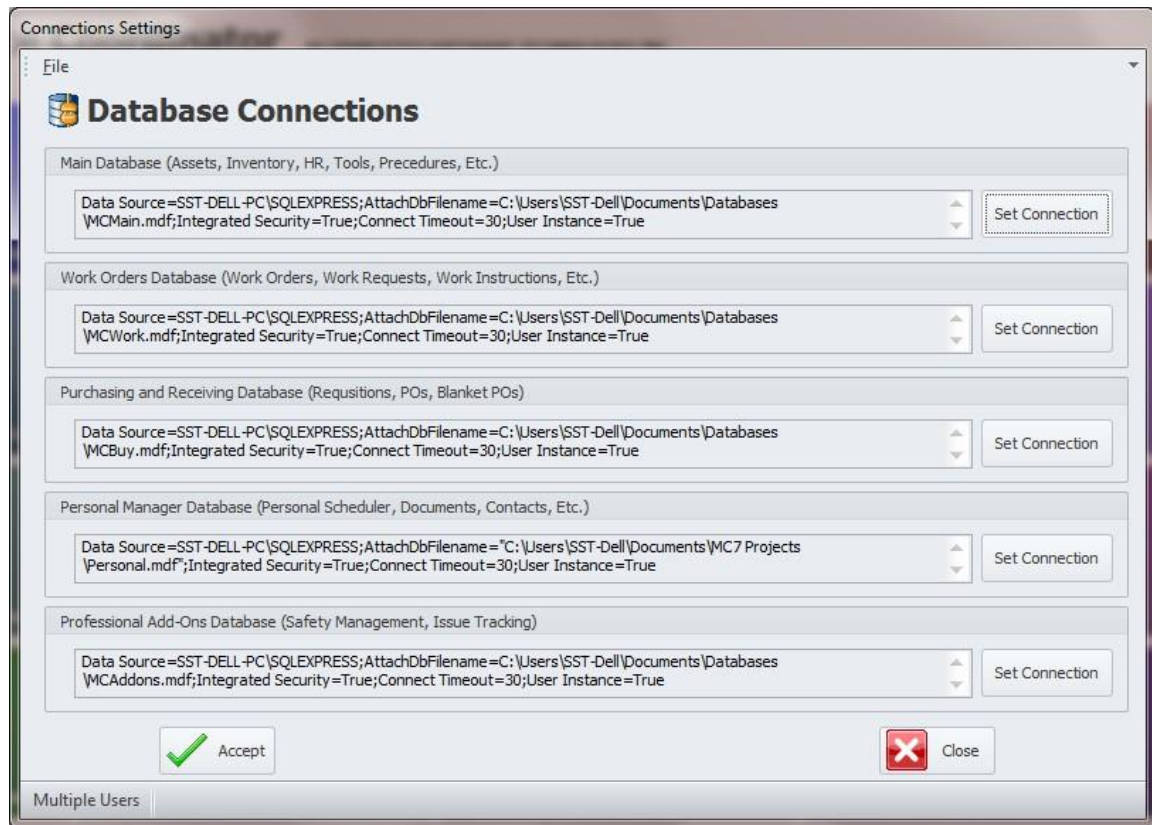 Connections Settings
File
Database Connections
Main Database (Assets, Inventory, HR, Tools, Precedures, Etc.)
Data Source=SST-DELL-PC\SQLEXPRESS;AttachDbFilename=C:\Users\SST-Dell\Documents\Databases
\MCMain.mdf;Integrated Security=True;Connect Timeout=30;User Instance=True
Set Connection
Work Orders Database (Work Orders, Work Requests, Work Instructions, Etc.)
Data Source=SST-DELL-PC\SQLEXPRESS;AttachDbFilename=C:\Users\SST-Dell\Documents\Databases
\MCWork.mdf;Integrated Security=True;Connect Timeout=30;User Instance=True
Set Connection
Purchasing and Receiving Database (Requsitions, POs, Blanket POs)
Data Source=SST-DELL-PC\SQLEXPRESS;AttachDbFilename=C:\Users\SST-Dell\Documents\Databases
\MCBuy.mdf;Integrated Security=True;Connect Timeout=30;User Instance=True
Set Connection
Personal Manager Database (Personal Scheduler, Documents, Contacts, Etc.)
Data Source=SST-DELL-PC\SQLEXPRESS;AttachDbFilename="C:\Users\SST-Dell\Documents\MC7 Projects
\Personal.mdf";Integrated Security=True;Connect Timeout=30;User Instance=True
Set Connection
Professional Add-Ons Database (Safety Management, Issue Tracking)
Data Source=SST-DELL-PC\SQLEXPRESS;AttachDbFilename=C:\Users\SST-Dell\Documents\Databases
\MCAddons.mdf;Integrated Security=True;Connect Timeout=30;User Instance=True
Set Connection
Accept
Close
Multiple Users